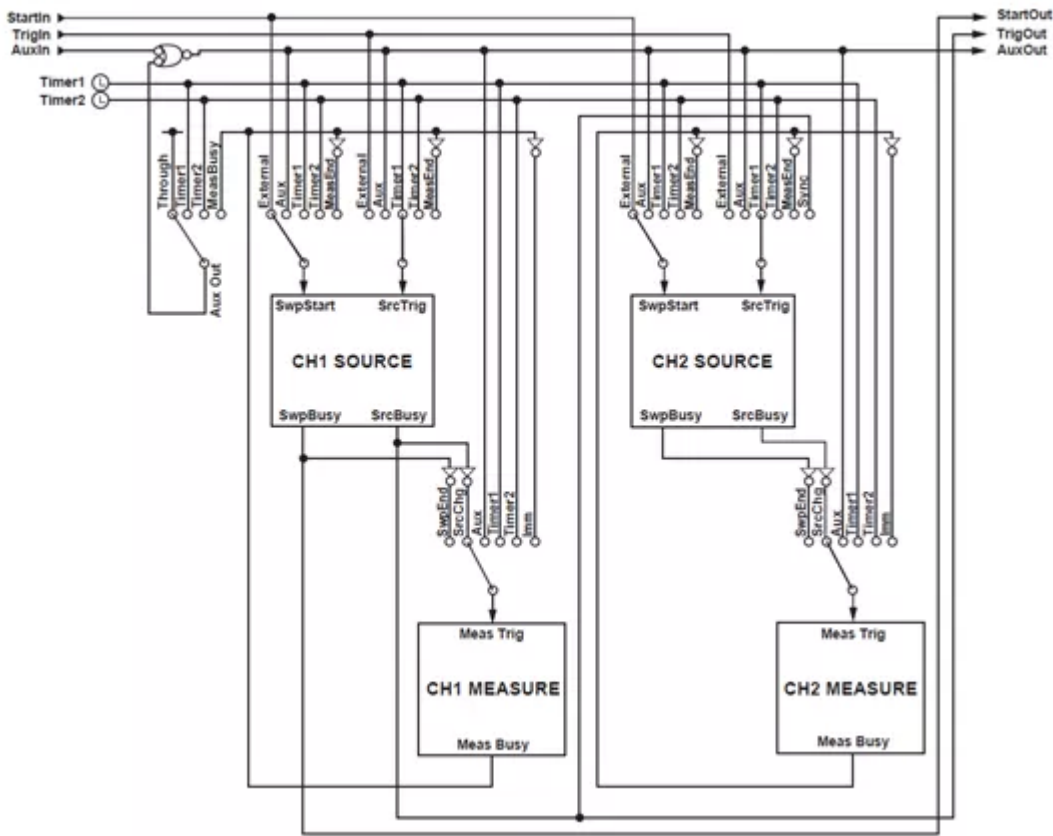 StartIn
StartOut
TrigIn
TrigOut
AuxIn
AuxOut
Timer1
Timer2
Through
Timer1
Timer2
MeasBusy
External
Aux
Timer1
Timer2
MeasEnd
External
Aux
Timer1
Timer2
MeasEnd
External
Aux
Timer1
Timer2
MeasEnd
External
Aux
Timer1
Timer2
MeasEnd
Sync
Aux Out
SwpStart SrcTrig
CH1 SOURCE
SwpBusy SrcBusy
SwpStart SrcTrig
CH2 SOURCE
SwpBusy SrcBusy
SwpEnd
SrcChg
Aux
Timer1
Timer2
Imm
SwpEnd
SrcChg
Aux
Timer1
Timer2
Imm
Meas Trig
CH1 MEASURE
Meas Busy
Meas Trig
CH2 MEASURE
Meas Busy